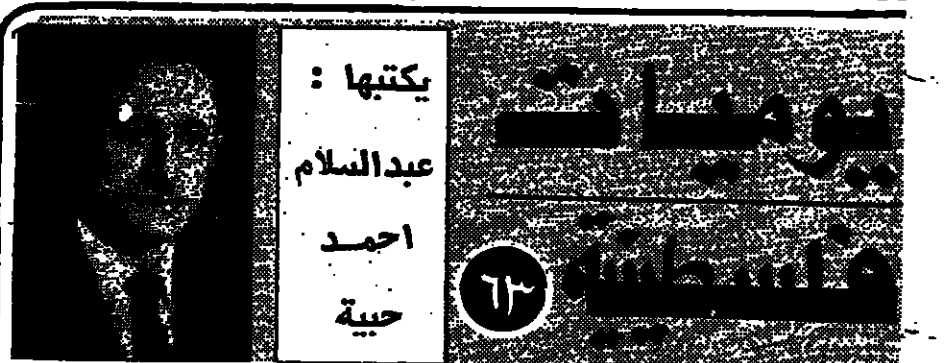 يوميات
فلسطينية
٦٣
يكتبها :
عبدالسلام
احمد
حبية